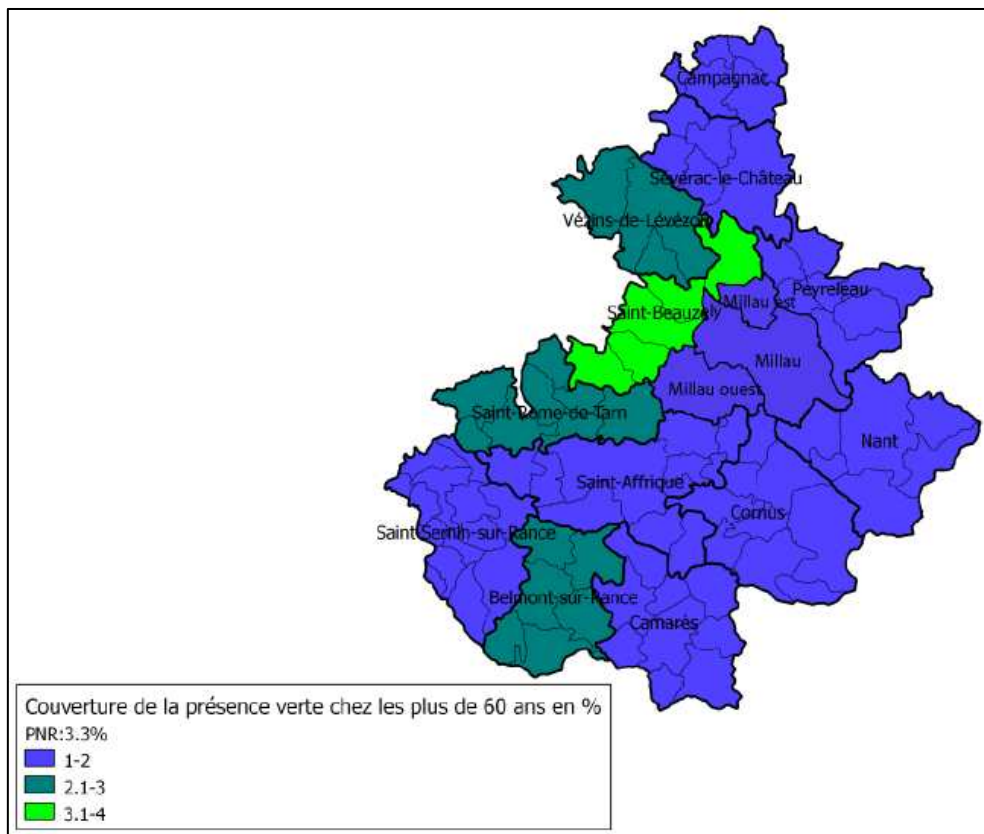 Campagnac
Sévérac-le-Château
Vézins-de-Lévézou
Peyreleau
Millau est
Saint-Beauzely
Millau
Millau ouest
Saint-Rome-de-Tarn
Nant
Saint-Affrique
Cornus
Saint-Sernin-sur-Rance
Belmont-sur-Rance
Camarès
Couverture de la présence verte chez les plus de 60 ans en %
PNR:3.3%
1-2
2.1-3
3.1-4